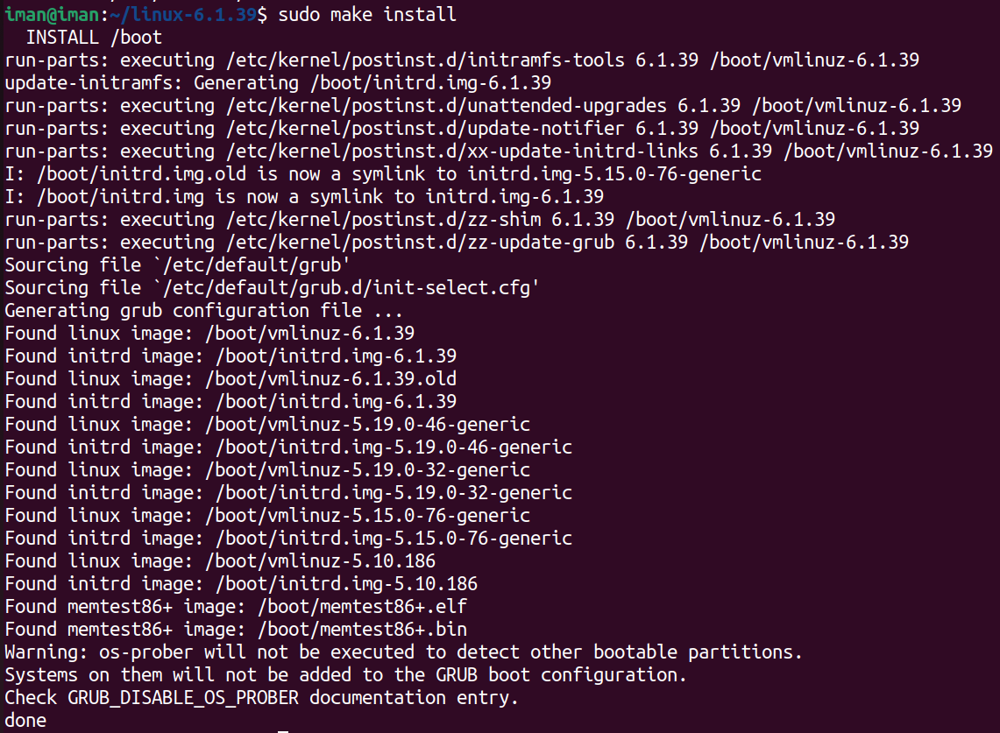 iman@iman:~/linux-6.1.39$ sudo make install
  INSTALL /boot
run-parts: executing /etc/kernel/postinst.d/initramfs-tools 6.1.39 /boot/vmlinuz-6.1.39
update-initramfs: Generating /boot/initrd.img-6.1.39
run-parts: executing /etc/kernel/postinst.d/unattended-upgrades 6.1.39 /boot/vmlinuz-6.1.39
run-parts: executing /etc/kernel/postinst.d/update-notifier 6.1.39 /boot/vmlinuz-6.1.39
run-parts: executing /etc/kernel/postinst.d/xx-update-initrd-links 6.1.39 /boot/vmlinuz-6.1.39
I: /boot/initrd.img.old is now a symlink to initrd.img-5.15.0-76-generic
I: /boot/initrd.img is now a symlink to initrd.img-6.1.39
run-parts: executing /etc/kernel/postinst.d/zz-shim 6.1.39 /boot/vmlinuz-6.1.39
run-parts: executing /etc/kernel/postinst.d/zz-update-grub 6.1.39 /boot/vmlinuz-6.1.39
Sourcing file `/etc/default/grub'
Sourcing file `/etc/default/grub.d/init-select.cfg'
Generating grub configuration file ...
Found linux image: /boot/vmlinuz-6.1.39
Found initrd image: /boot/initrd.img-6.1.39
Found linux image: /boot/vmlinuz-6.1.39.old
Found initrd image: /boot/initrd.img-6.1.39
Found linux image: /boot/vmlinuz-5.19.0-46-generic
Found initrd image: /boot/initrd.img-5.19.0-46-generic
Found linux image: /boot/vmlinuz-5.19.0-32-generic
Found initrd image: /boot/initrd.img-5.19.0-32-generic
Found linux image: /boot/vmlinuz-5.15.0-76-generic
Found initrd image: /boot/initrd.img-5.15.0-76-generic
Found linux image: /boot/vmlinuz-5.10.186
Found initrd image: /boot/initrd.img-5.10.186
Found memtest86+ image: /boot/memtest86+.elf
Found memtest86+ image: /boot/memtest86+.bin
Warning: os-prober will not be executed to detect other bootable partitions.
Systems on them will not be added to the GRUB boot configuration.
Check GRUB_DISABLE_OS_PROBER documentation entry.
done